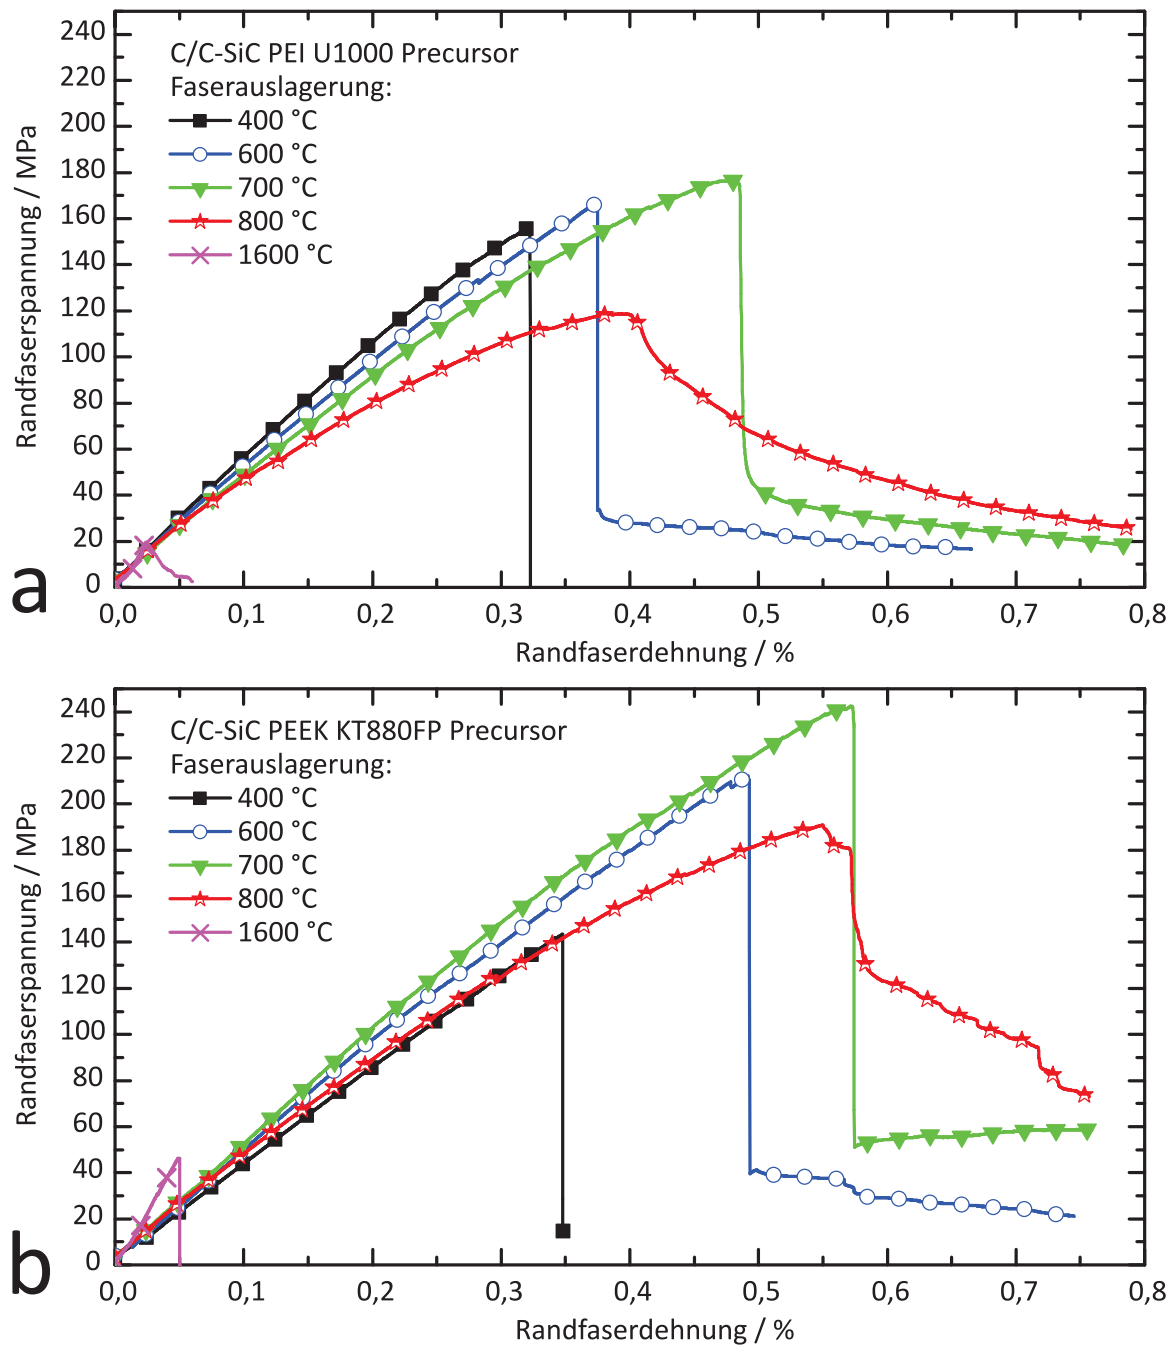 240
220
200
180
160
140
120
100
80
60
40
20
0
Randfaserspannung / MPa
C/C-SiC PEI U1000 Precursor
Faserauslagerung:
400 °C
600 °C
700 °C
800 °C
1600 °C
a
0,0 0,1 0,2 0,3 0,4 0,5 0,6 0,7 0,8
Randfaserdehnung / %
240
220
200
180
160
140
120
100
80
60
40
20
0
Randfaserspannung / MPa
C/C-SiC PEEK KT880FP Precursor
Faserauslagerung:
400 °C
600 °C
700 °C
800 °C
1600 °C
b
0,0 0,1 0,2 0,3 0,4 0,5 0,6 0,7 0,8
Randfaserdehnung / %